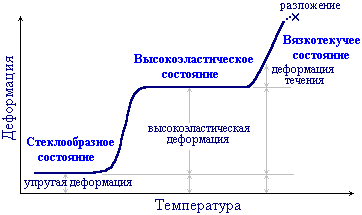 разложение
Высокоэластическое
состояние
Вязкотекучее
состояние
деформация
течения
Деформация
Стеклообразное
состояние
высокоэластическая
деформация
упругая деформация
Температура